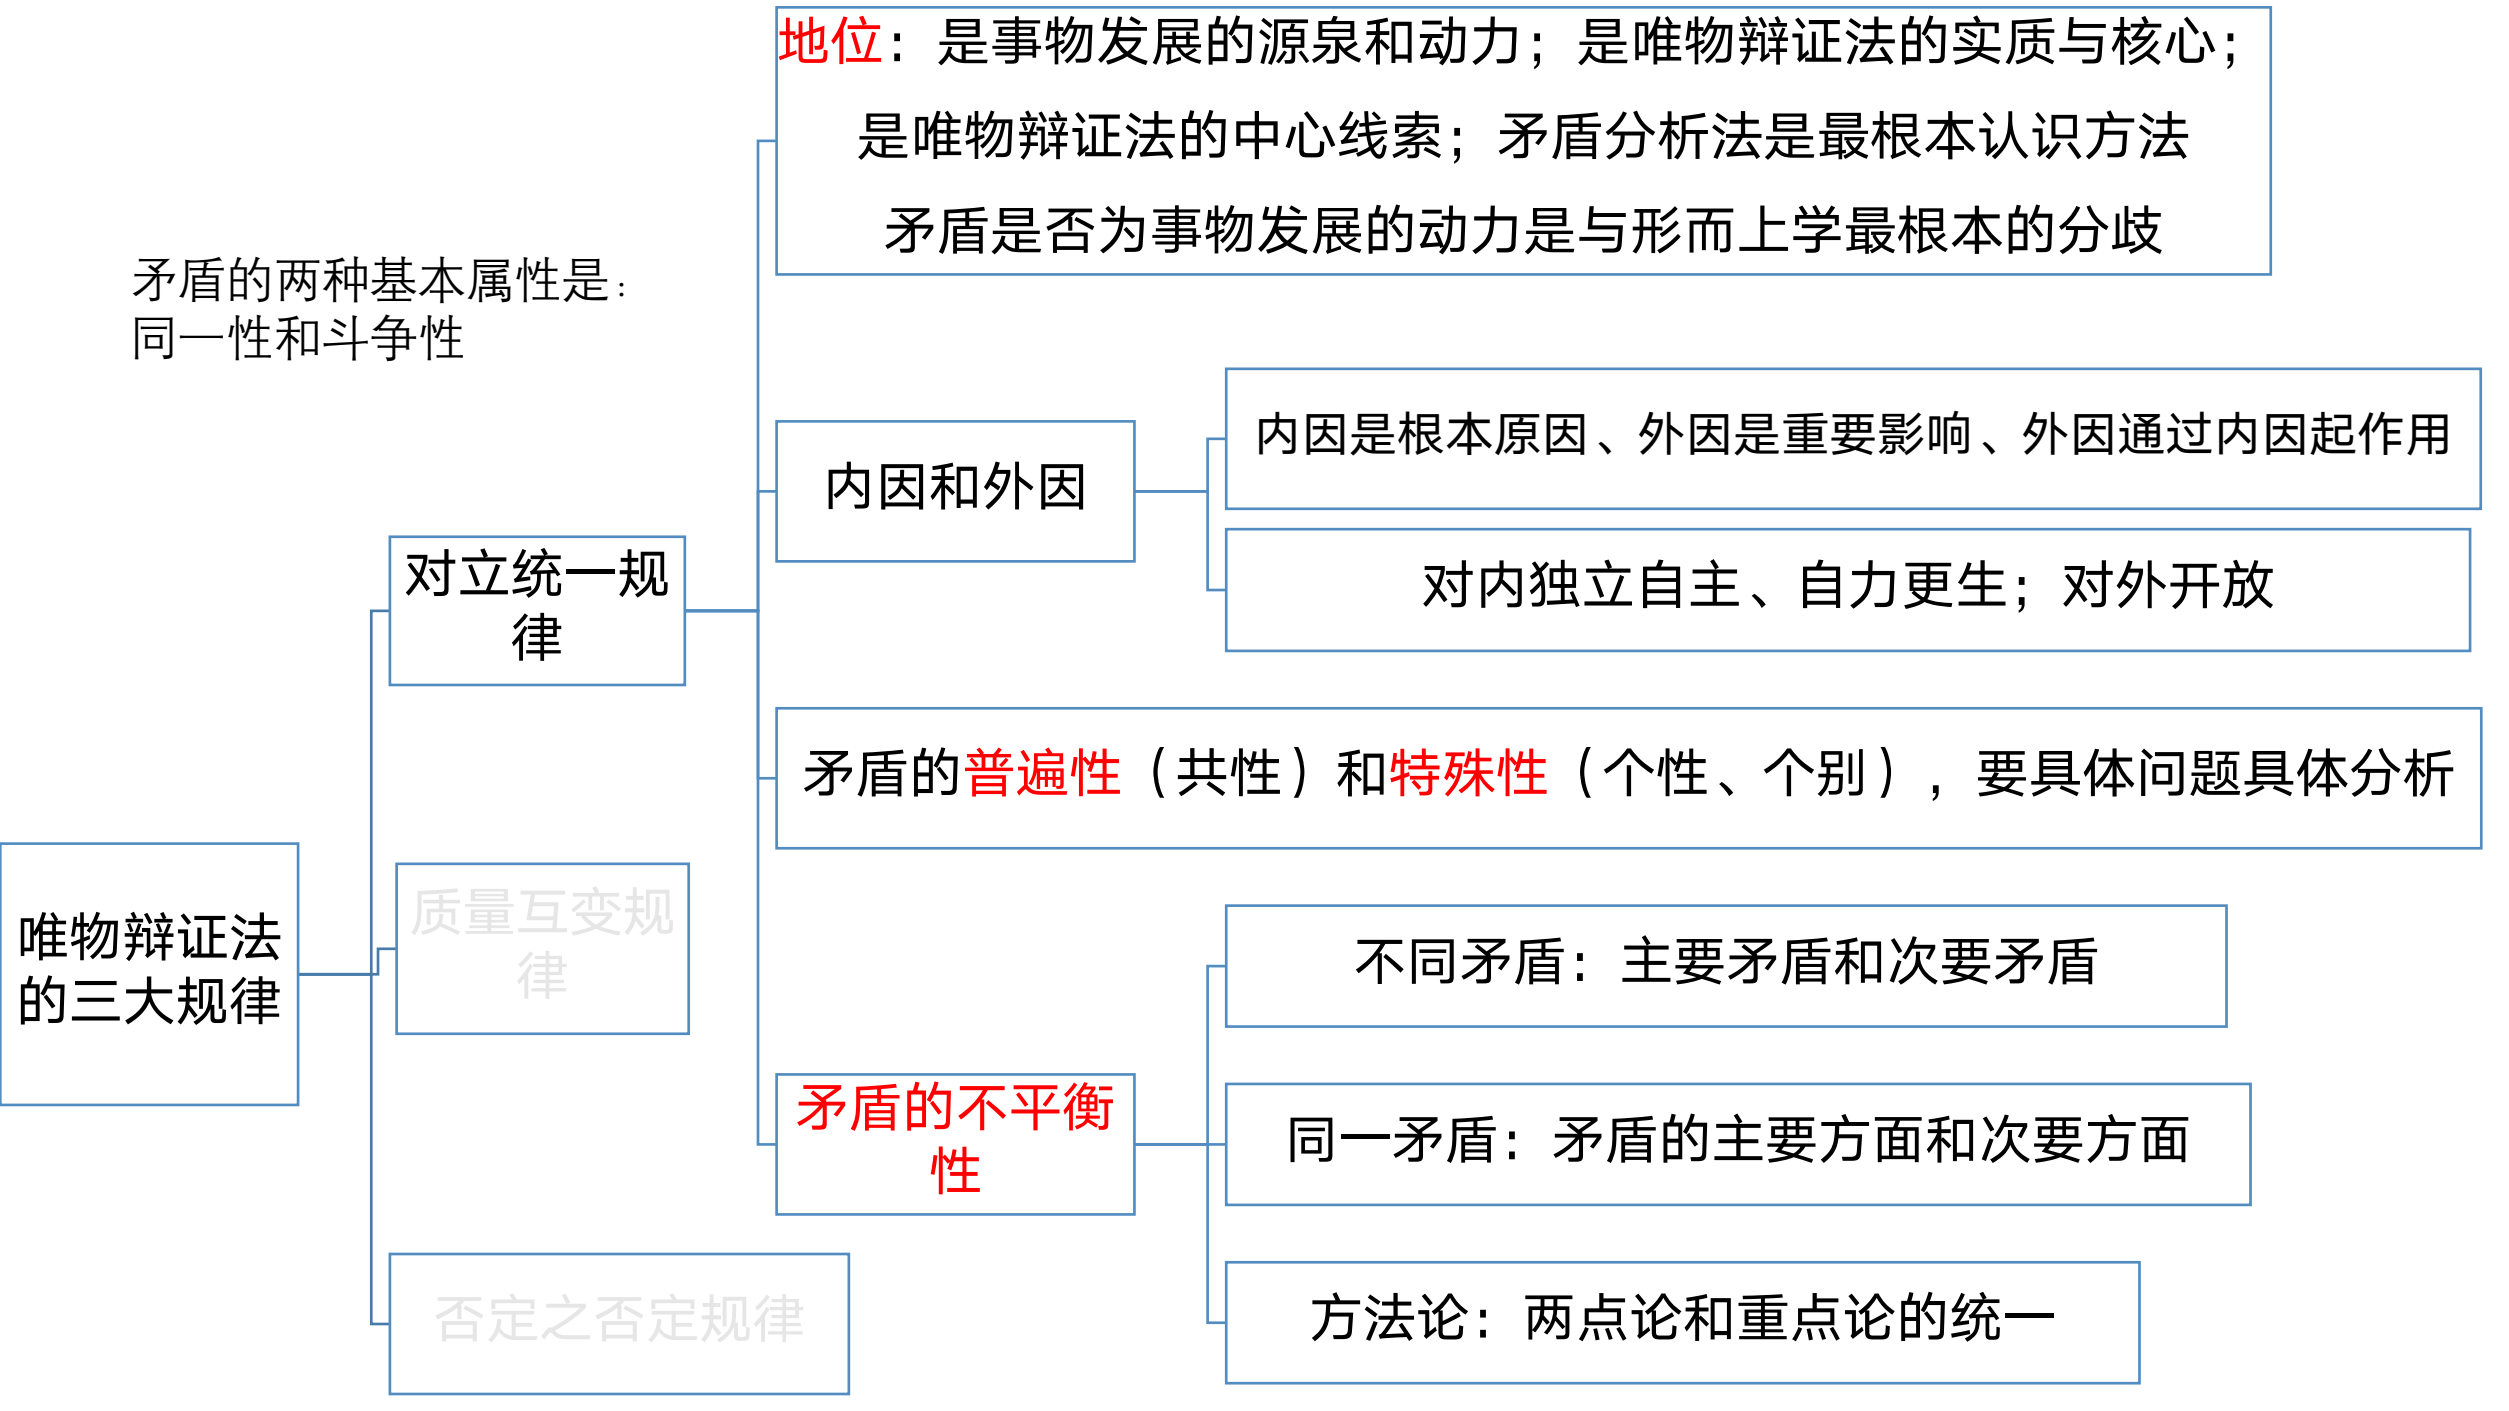 地位：是事物发展的源泉和动力；是唯物辩证法的实质与核心；
是唯物辩证法的中心线索；矛盾分析法是最根本认识方法
矛盾是否为事物发展的动力是与形而上学最根本的分歧
矛盾的两种基本属性是：
同一性和斗争性
内因是根本原因、外因是重要影响、外因通过内因起作用
内因和外因
对内独立自主、自力更生；对外开放
对立统一规
律
矛盾的普遍性（共性）和特殊性（个性、个别），要具体问题具体分析
唯物辩证法
的三大规律
质量互变规
律
不同矛盾：主要矛盾和次要矛盾
矛盾的不平衡
性
同一矛盾：矛盾的主要方面和次要方面
否定之否定规律
方法论：两点论和重点论的统一